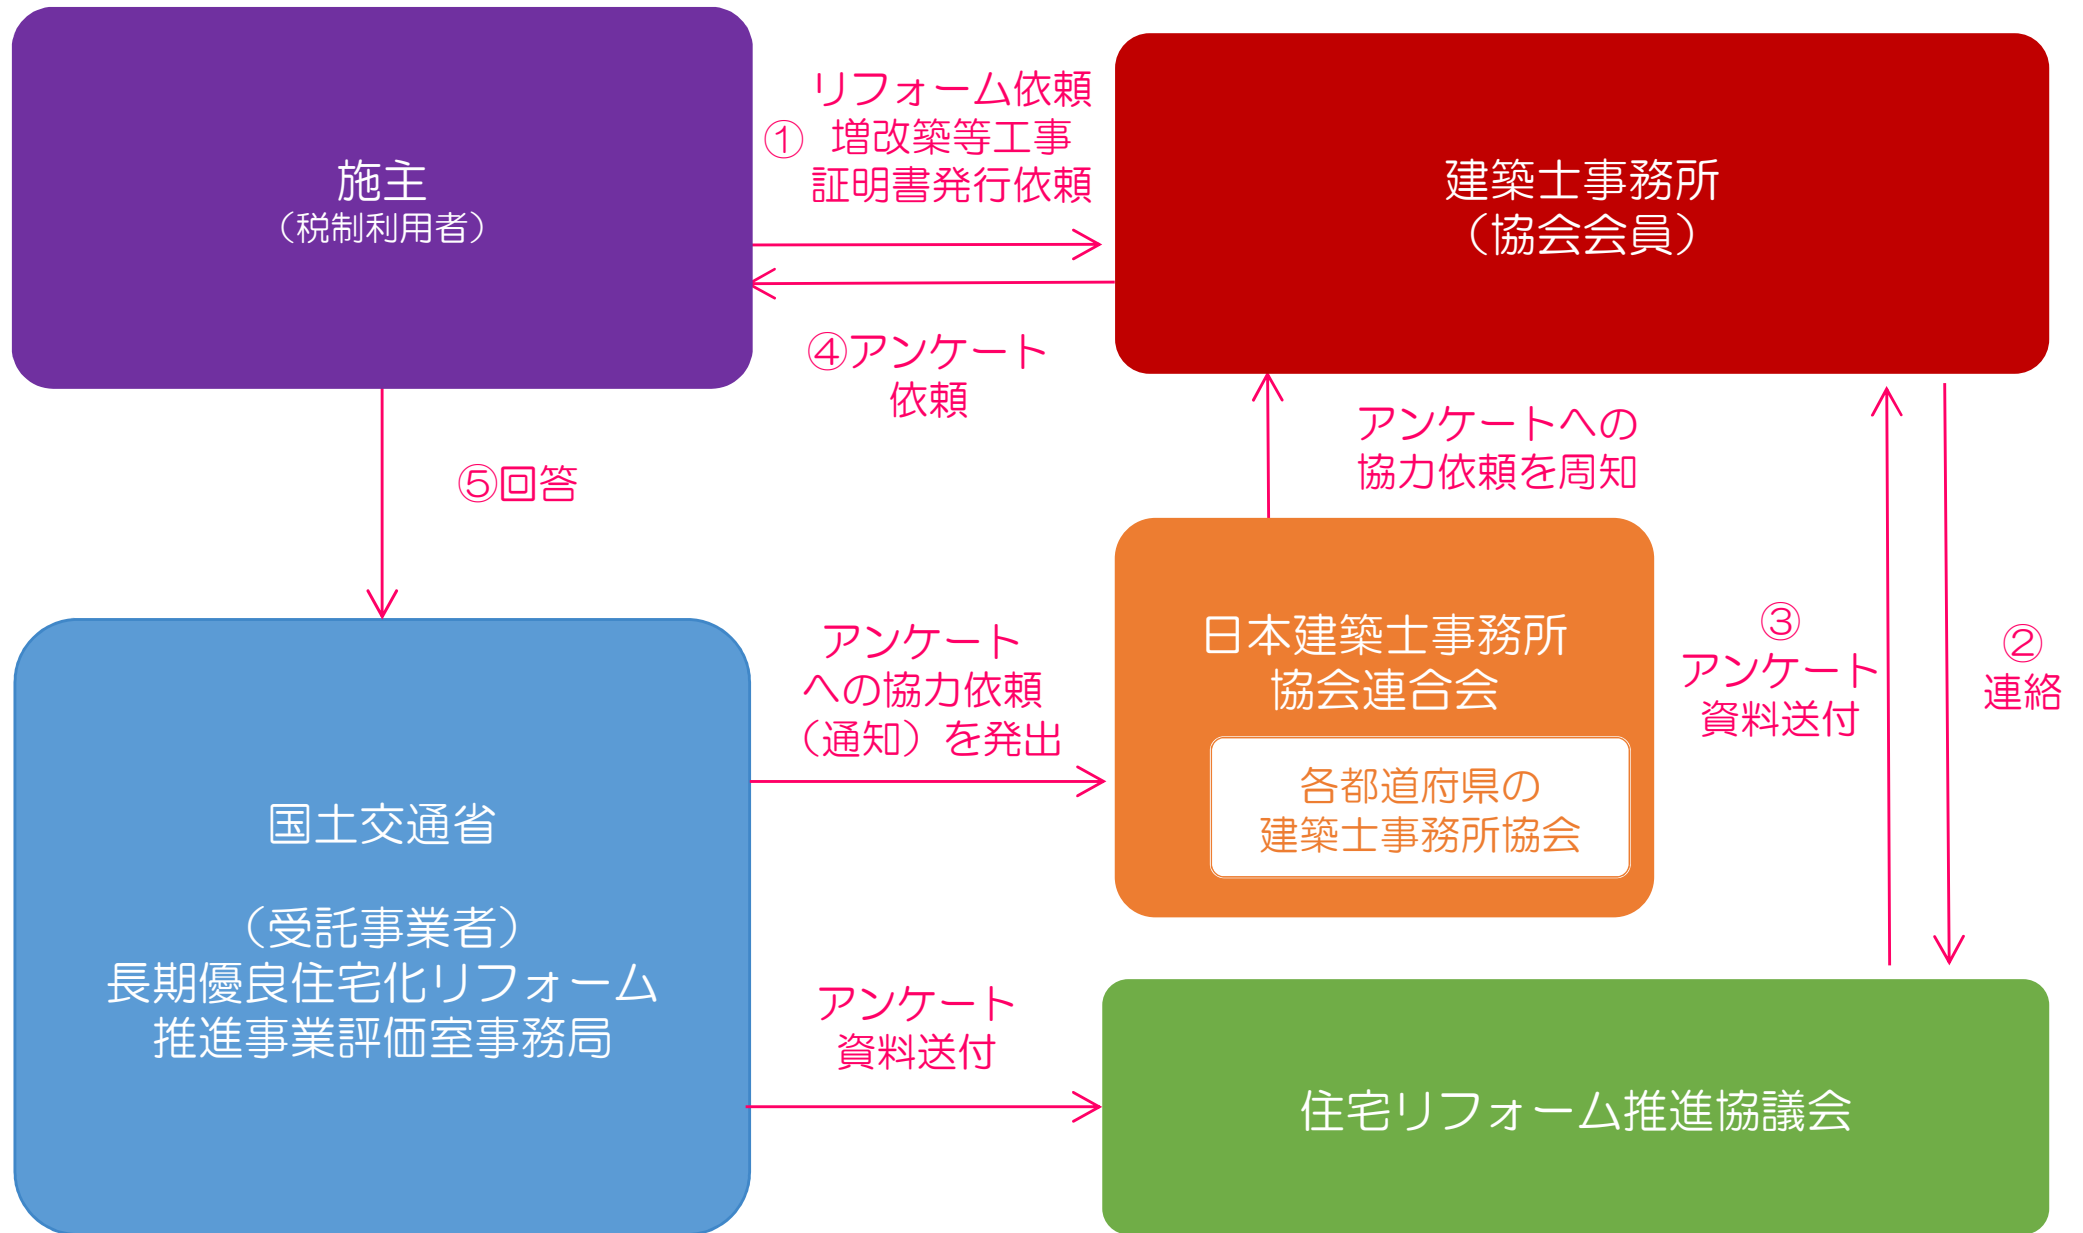 施主
（税制利用者）
リフォーム依頼
① 増改築等工事
証明書発行依頼
建築士事務所
（協会会員）
④アンケート
依頼
アンケートへの
協力依頼を周知
⑤回答
日本建築士事務所
協会連合会
各都道府県の
建築士事務所協会
③
アンケート
資料送付
②
連絡
アンケート
への協力依頼
（通知）を発出
国土交通省
（受託事業者）
長期優良住宅化リフォーム
推進事業評価室事務局
アンケート
資料送付
住宅リフォーム推進協議会